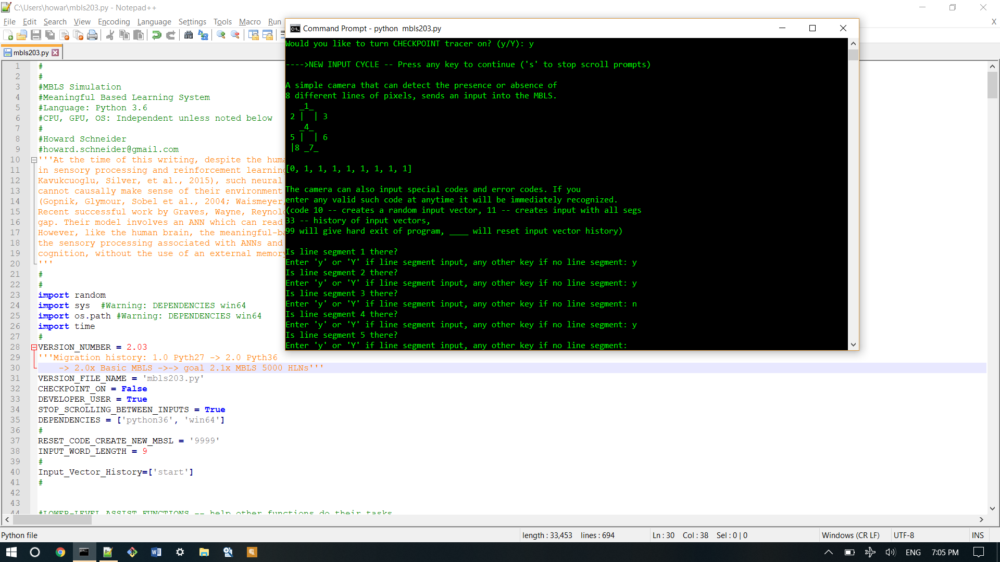 C:\Users\howar\mbls203.py - Notepad++
File Edit Search View Encoding Language Settings Tools Macro Run
X
mbls203.py
1 #
2 #
3 #MBLS Simulation
4 #Meaningful Based Learning System
5 #Language: Python 3.6
6 #CPU, GPU, OS: Independent unless noted below
7 #
8 #Howard Schneider
9 #howard.schneider@gmail.com
10 '''At the time of this writing, despite the huma
11 in sensory processing and reinforcement learning
12 Kavukcuoglu, Silver, et al., 2015), such neural
13 cannot causally make sense of their environment
14 (Gopnik, Glymour, Sobel et al., 2004; Waismeyer,
15 Recent successful work by Graves, Wayne, Reynol
16 gap. Their model involves an ANN which can read
17 However, like the human brain, the meaningful-ba
18 the sensory processing associated with ANNs and
19 cognition, without the use of an external memory
20 '''
21 #
22 #
23 import random
24 import sys  #Warning: DEPENDENCIES win64
25 import os.path #Warning: DEPENDENCIES win64
26 import time
27 #
28 VERSION_NUMBER = 2.03
29 '''Migration history: 1.0 Pyth27 -> 2.0 Pyth36
30     -> 2.0x Basic MBLS ->-> goal 2.1x MBLS 5000 HLNs'''
31 VERSION_FILE_NAME = 'mbls203.py'
32 CHECKPOINT_ON = False
33 DEVELOPER_USER = True
34 STOP_SCROLLING_BETWEEN_INPUTS = True
35 DEPENDENCIES = ['python36', 'win64']
36 #
37 RESET_CODE_CREATE_NEW_MBSL = '9999'
38 INPUT_WORD_LENGTH = 9
39 #
40 Input_Vector_History=['start']
41 #
42
43
44 #LOWER-LEVEL ASSIST FUNCTIONS -- help other functions do their tasks
Command Prompt - python  mbls203.py
Would you like to turn CHECKPOINT tracer on? (y/Y): y
---->NEW INPUT CYCLE -- Press any key to continue ('s' to stop scroll prompts)
A simple camera that can detect the presence or absence of
8 different lines of pixels, sends an input into the MBLS.
_1_
2 |  | 3
_4_
5 |  | 6
|8 _7_
[0, 1, 1, 1, 1, 1, 1, 1, 1]
The camera can also input special codes and error codes. If you
enter any valid such code at anytime it will be immediately recognized.
(code 10 -- creates a random input vector, 11 -- creates input with all segs
33 -- history of input vectors,
99 will give hard exit of program, ____ will reset input vector history)
Is line segment 1 there?
Enter 'y' or 'Y' if line segment input, any other key if no line segment: y
Is line segment 2 there?
Enter 'y' or 'Y' if line segment input, any other key if no line segment: y
Is line segment 3 there?
Enter 'y' or 'Y' if line segment input, any other key if no line segment: n
Is line segment 4 there?
Enter 'y' or 'Y' if line segment input, any other key if no line segment: y
Is line segment 5 there?
Enter 'y' or 'Y' if line segment input, any other key if no line segment:
Python file length : 33,453 lines : 694 Ln : 30 Col : 38 Sel : 0 | 0 Windows (CR LF) UTF-8 INS
ENG 7:05 PM